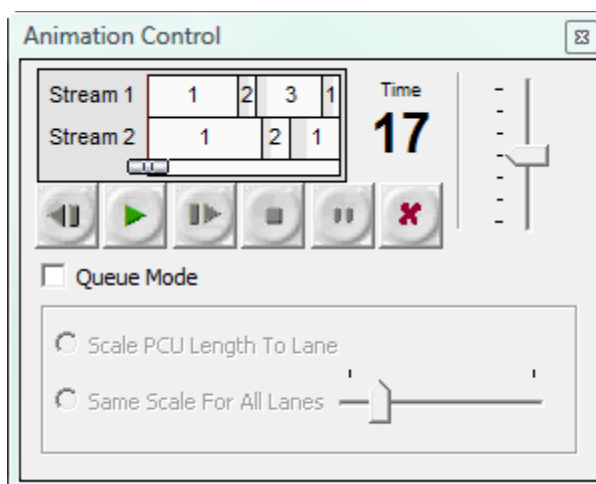 Animation Control
Stream 1 1 2 3 1
Stream 2 1 2 1
Time
17
Queue Mode
Scale PCU Length To Lane
Same Scale For All Lanes